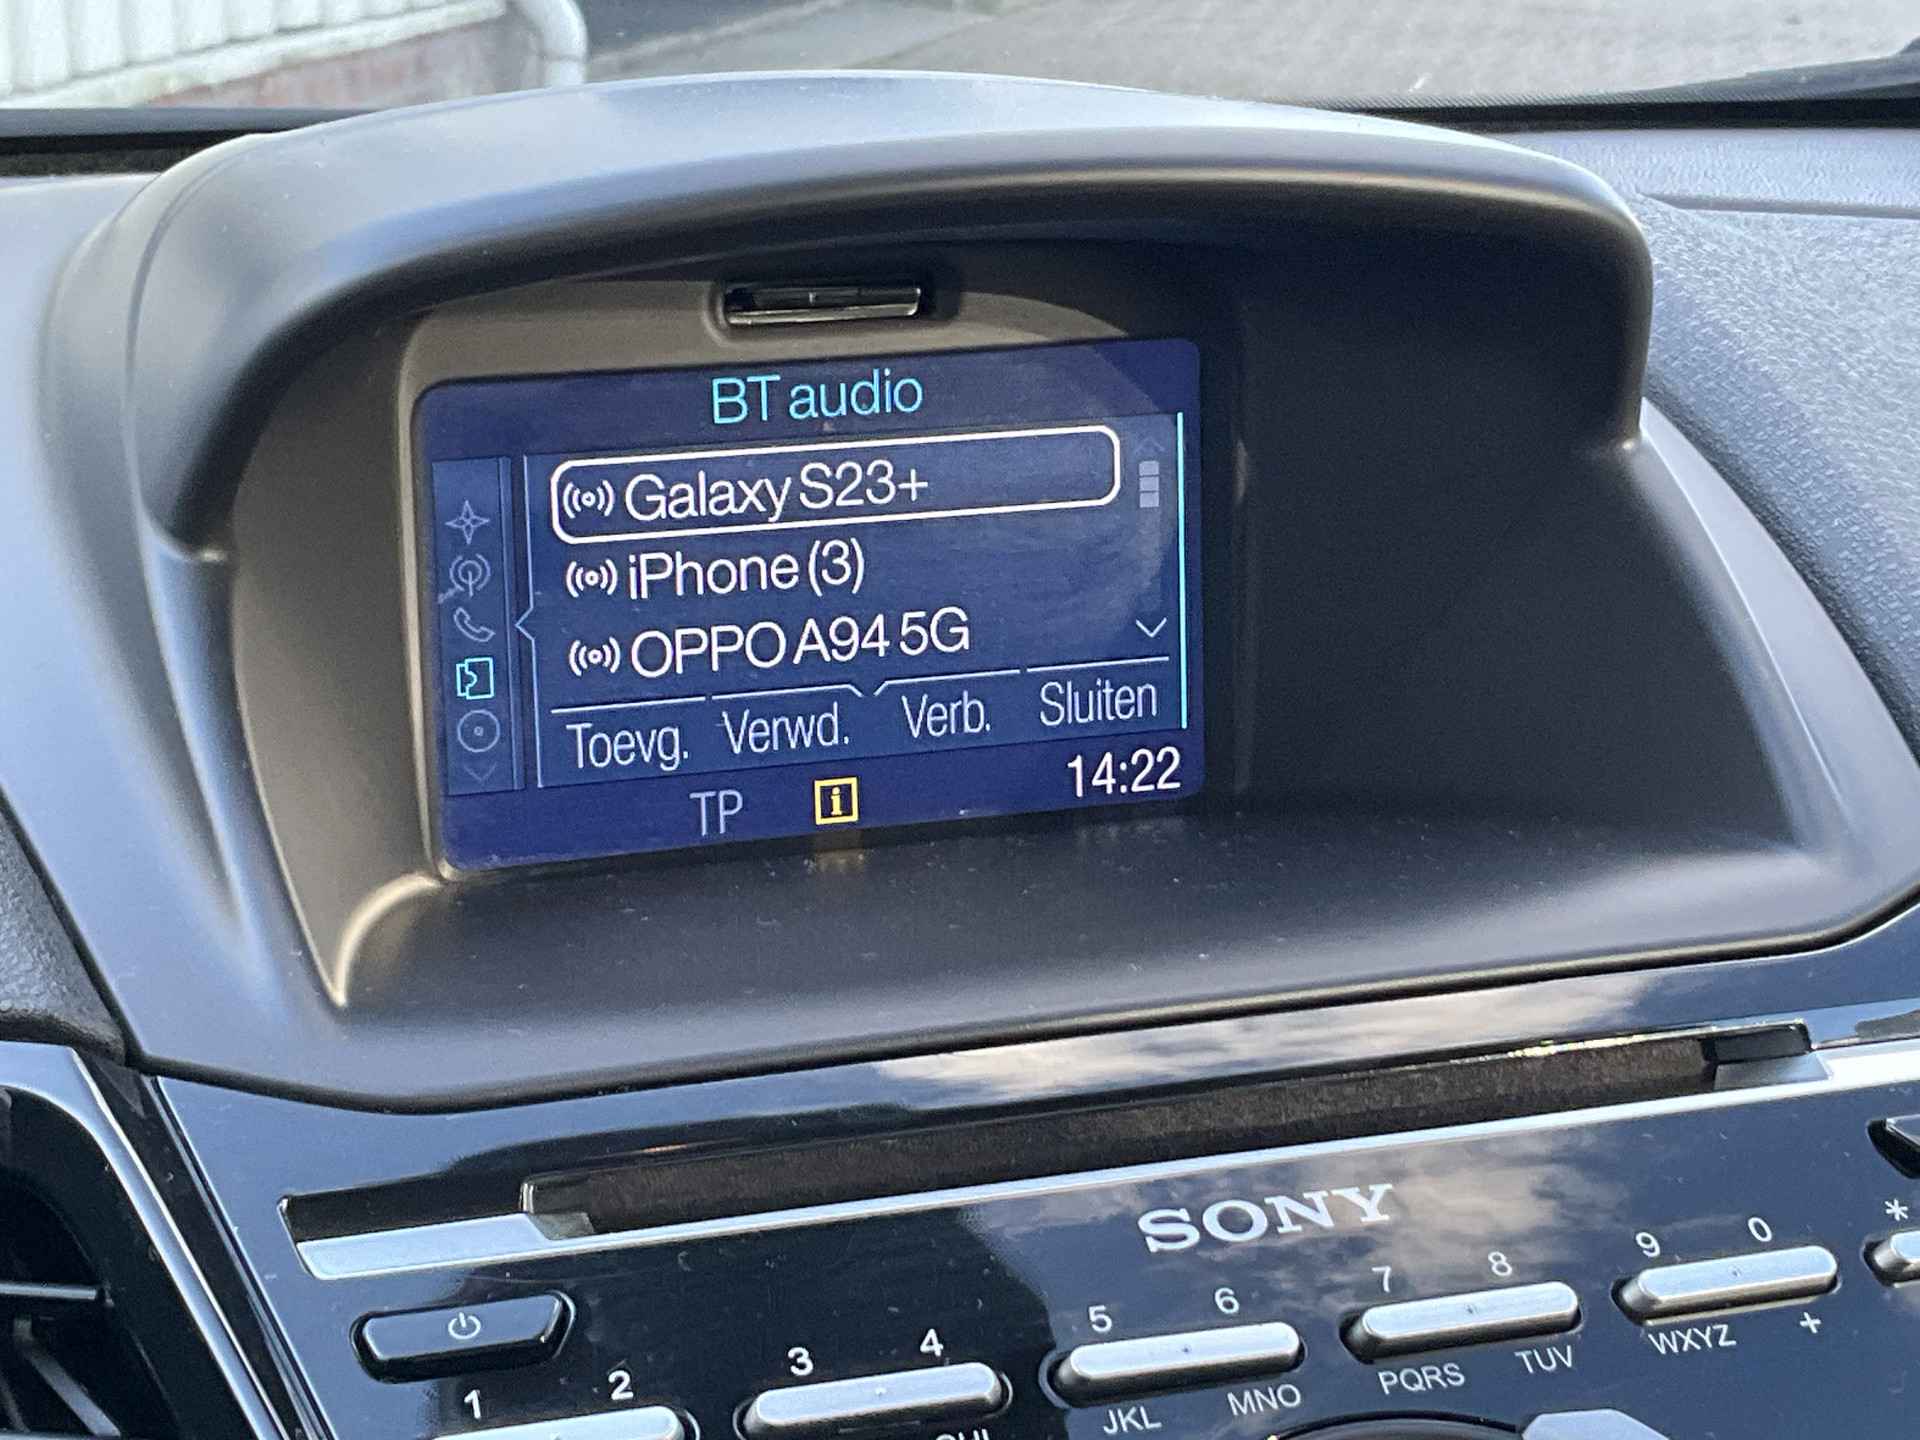 BT audio
Galaxy S23+
iPhone (3)
OPPO A94 5G
Toevg. Verwd. Verb. Sluiten
TP i 14:22
SONY
1 2 3 4 5 6 7 8 9 0 *
JKL MNO PQRS TUV WXYZ +